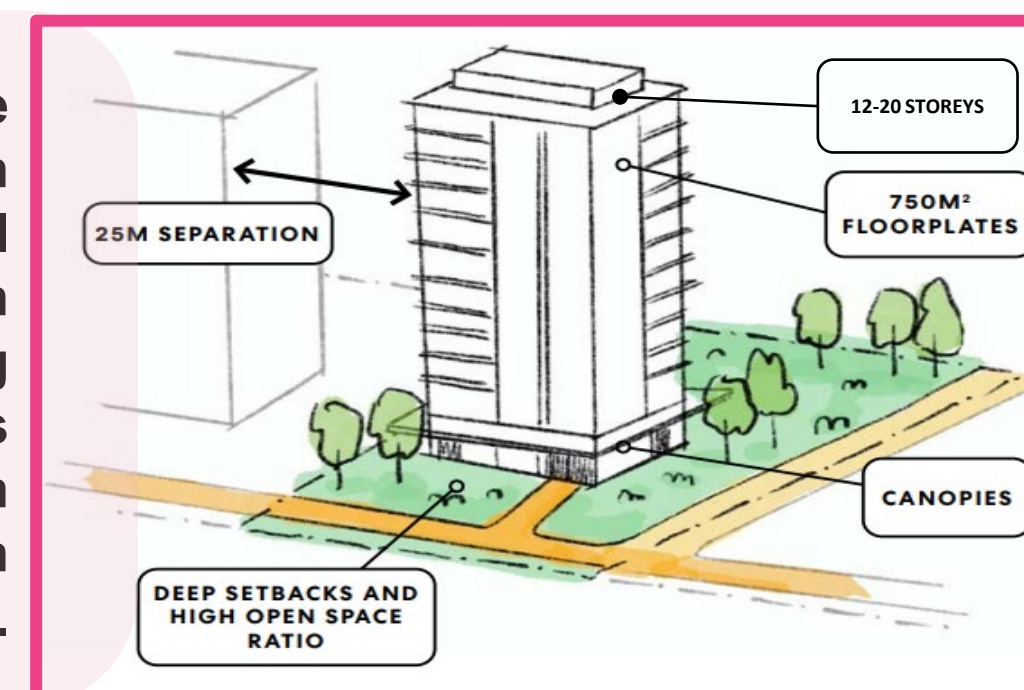 12-20 STOREYS
750M²
FLOORPLATES
25M SEPARATION
CANOPIES
DEEP SETBACKS AND
HIGH OPEN SPACE
RATIO